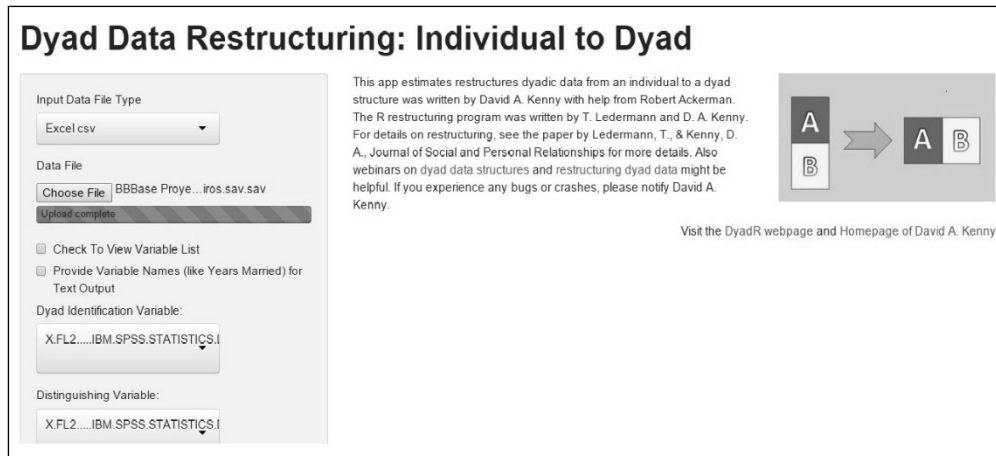 Dyad Data Restructuring: Individual to Dyad
Input Data File Type
Excel csv
Data File
Choose File BBBase Proye...iros.sav.sav
Upload complete
Check To View Variable List
Provide Variable Names (like Years Married) for
Text Output
Dyad Identification Variable:
X.FL2.....IBM.SPSS.STATISTICS.I
Distinguishing Variable:
X.FL2.....IBM.SPSS.STATISTICS.I
This app estimates restructures dyadic data from an individual to a dyad
structure was written by David A. Kenny with help from Robert Ackerman.
The R restructuring program was written by T. Ledermann and D. A. Kenny.
For details on restructuring, see the paper by Ledermann, T., & Kenny, D.
A., Journal of Social and Personal Relationships for more details. Also
webinars on dyad data structures and restructuring dyad data might be
helpful. If you experience any bugs or crashes, please notify David A.
Kenny.
A
B
A B
Visit the DyadR webpage and Homepage of David A. Kenny